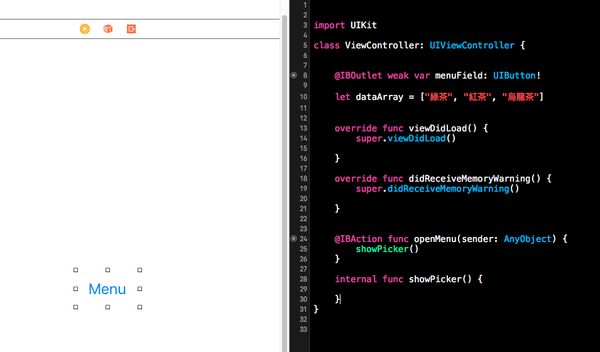 Menu
1
2
3 import UIKit
4
5 class ViewController: UIViewController {
6
7
8 @IBOutlet weak var menuField: UIButton!
9
10 let dataArray = ["綠茶", "紅茶", "烏龍茶"]
11
12
13 override func viewDidLoad() {
14 super.viewDidLoad()
15
16 }
17
18 override func didReceiveMemoryWarning() {
19 super.didReceiveMemoryWarning()
20
21 }
22
23
24 @IBAction func openMenu(sender: AnyObject) {
25 showPicker()
26 }
27
28 internal func showPicker() {
29
30 }
31 }
32
33